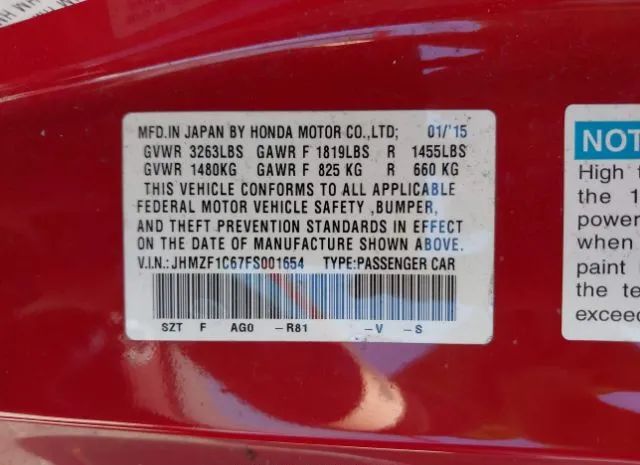 MFD.IN JAPAN BY HONDA MOTOR CO.,LTD; 01/'15
GVWR 3263LBS GAWR F 1819LBS R 1455LBS
GVWR 1480KG GAWR F 825 KG R 660 KG
THIS VEHICLE CONFORMS TO ALL APPLICABLE
FEDERAL MOTOR VEHICLE SAFETY ,BUMPER,
AND THEFT PREVENTION STANDARDS IN EFFECT
ON THE DATE OF MANUFACTURE SHOWN ABOVE.
V.I.N.: JHMZF1C67FS001654 TYPE:PASSENGER CAR
SZT F AG0 -R81 -V -S
NOT
High
the 1
power
when
paint
the te
exceed